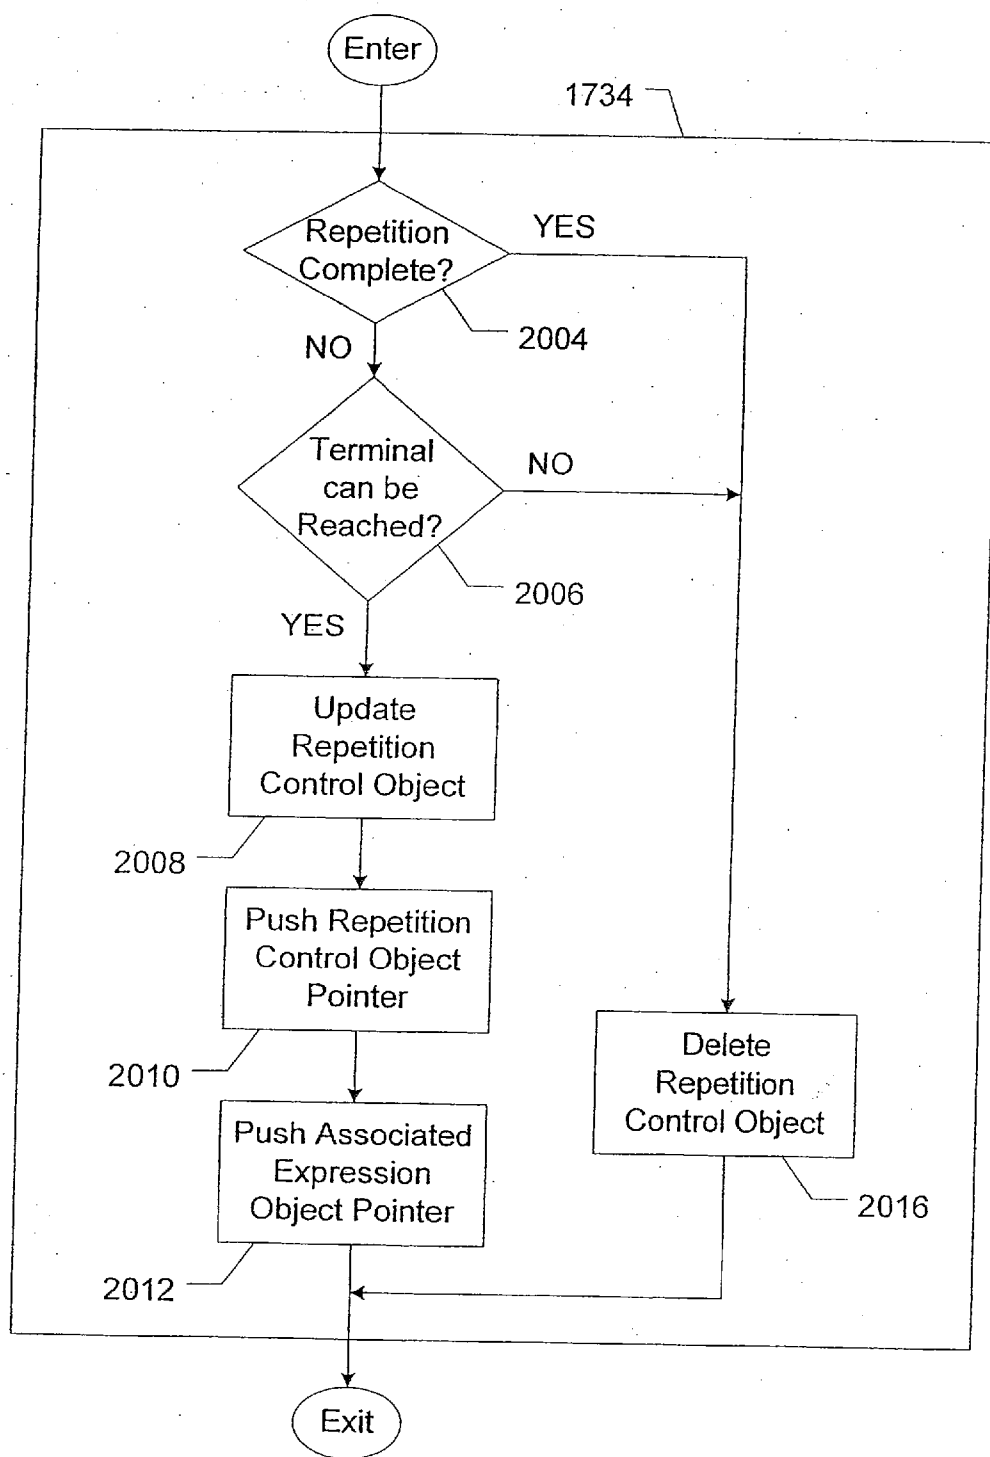 Enter
1734
Repetition
Complete?
YES
2004
NO
Terminal
can be
Reached?
NO
2006
YES
Update
Repetition
Control Object
2008
Push Repetition
Control Object
Pointer
2010
Delete
Repetition
Control Object
Push Associated
Expression
Object Pointer
2016
2012
Exit